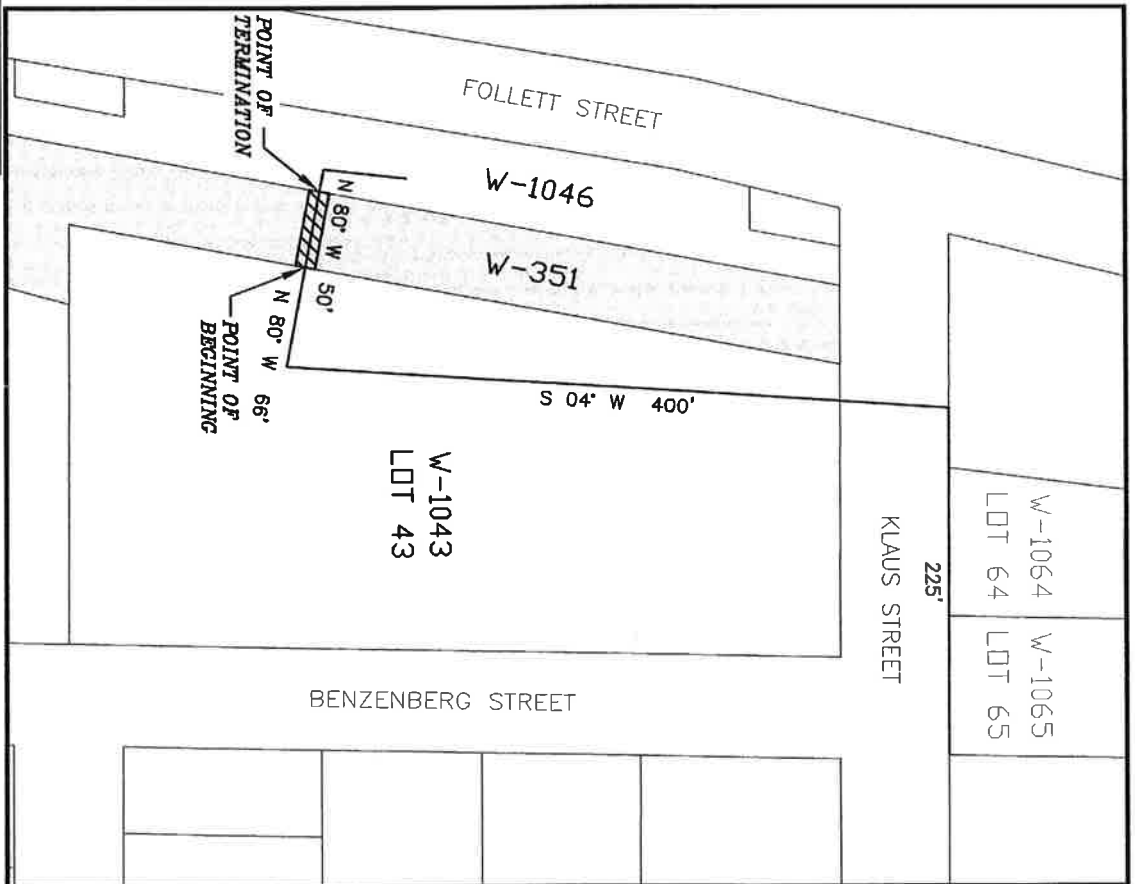 FOLLETT STREET
POINT OF
TERMINATION
W-1046
W-351
N 80° W 50'
N 80° W 66'
POINT OF
BEGINNING
S 04° W 400'
W-1043
LOT 43
225'
KLAUS STREET
W-1064
LOT 64
W-1065
LOT 65
BENZENBERG STREET